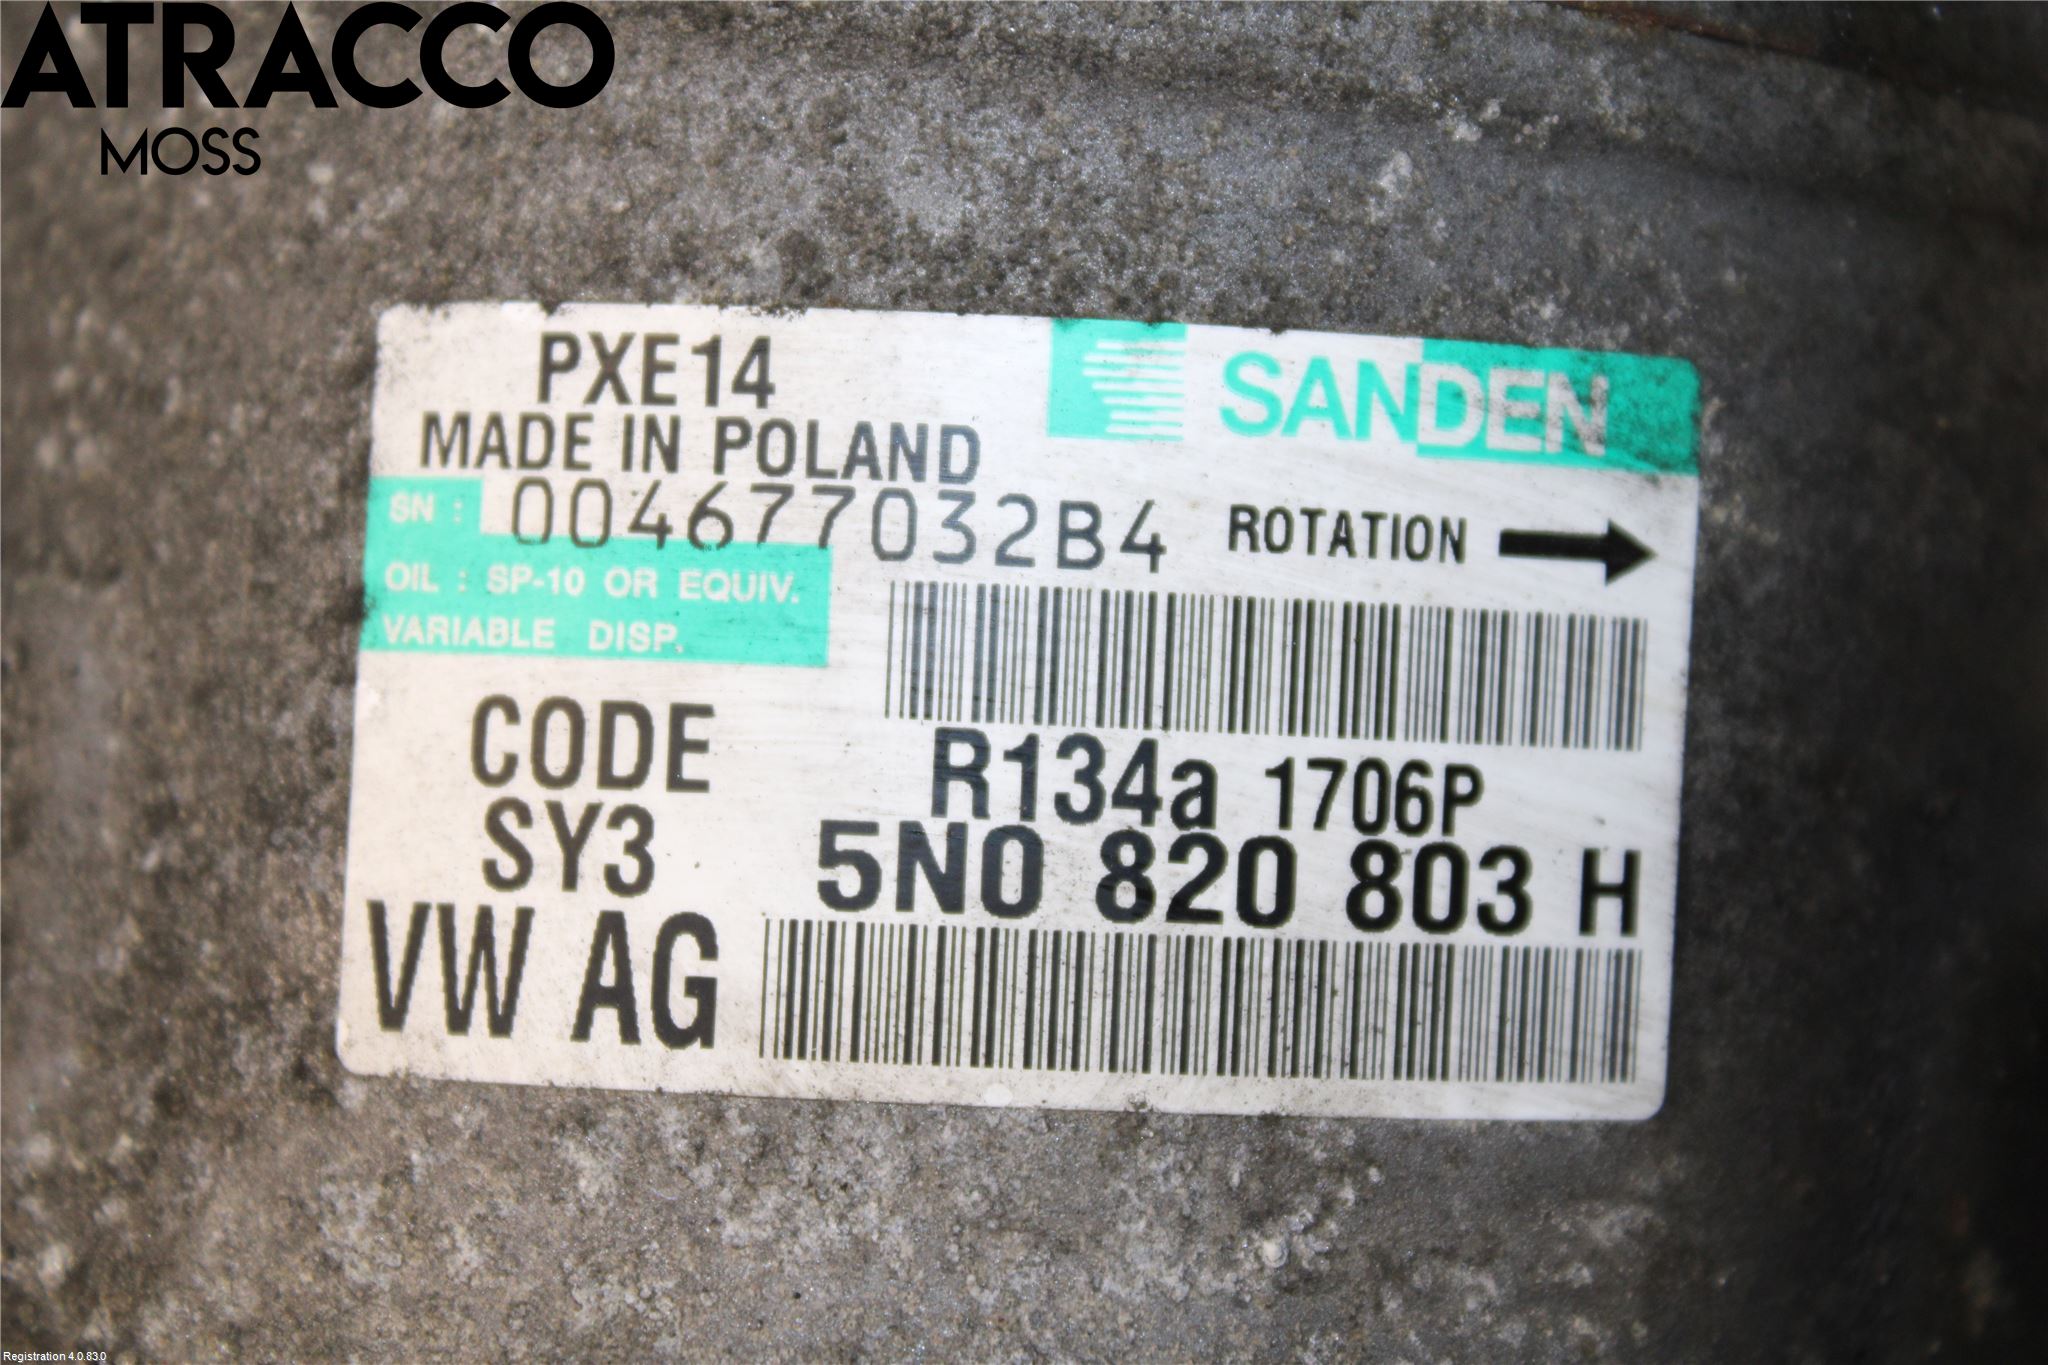 ATRACCO
MOSS
PXE14
SANDEN
MADE IN POLAND
SN : 004677032B4 ROTATION
OIL : SP-10 OR EQUIV.
VARIABLE DISP.
CODE
SY3
R134a 1706P
5N0 820 803 H
VW AG
Registration 4.0.83.0